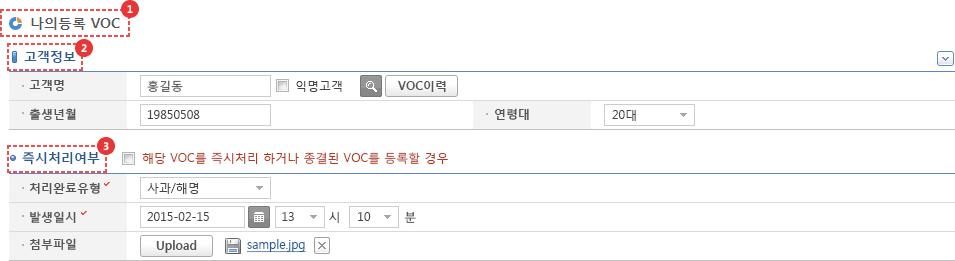 나의등록 VOC 1
고객정보 2
고객명 홍길동 익명고객 VOC이력
출생년월 19850508 연령대 20대
즉시처리여부 3 해당 VOC를 즉시처리 하거나 종결된 VOC를 등록할 경우
처리완료유형 사과/해명
발생일시 2015-02-15 13 시 10 분
첨부파일 Upload sample.jpg